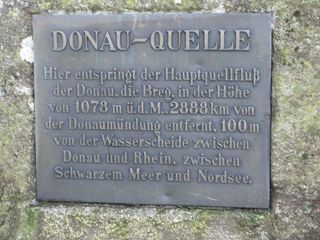 DONAU-QUELLE
Hier entspringt der Hauptquellfluß
der Donau, die Breg, in der Höhe
von 1078 m ü.d.M., 2888 km von
der Donaumündung entfernt, 100 m
von der Wasserscheide zwischen
Donau und Rhein, zwischen
Schwarzem Meer und Nordsee.